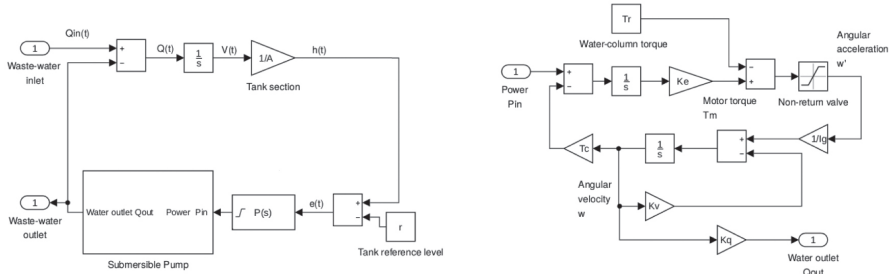 Qin(t)
1
Waste-water
inlet
+
−
Q(t)
1
s
V(t)
1/A
Tank section
h(t)
1
Waste-water
outlet
Water outlet Qout
Power Pin
Submersible Pump
P(s)
e(t)
+
−
r
Tank reference level
Tr
Water-column torque
1
Power
Pin
+
−
1
s
Ke
Motor torque
Tm
−
+
Non-return valve
Angular
acceleration
w'
1/Ig
+
−
1
s
Tc
Angular
velocity
w
Kv
Kq
1
Water outlet
Qout